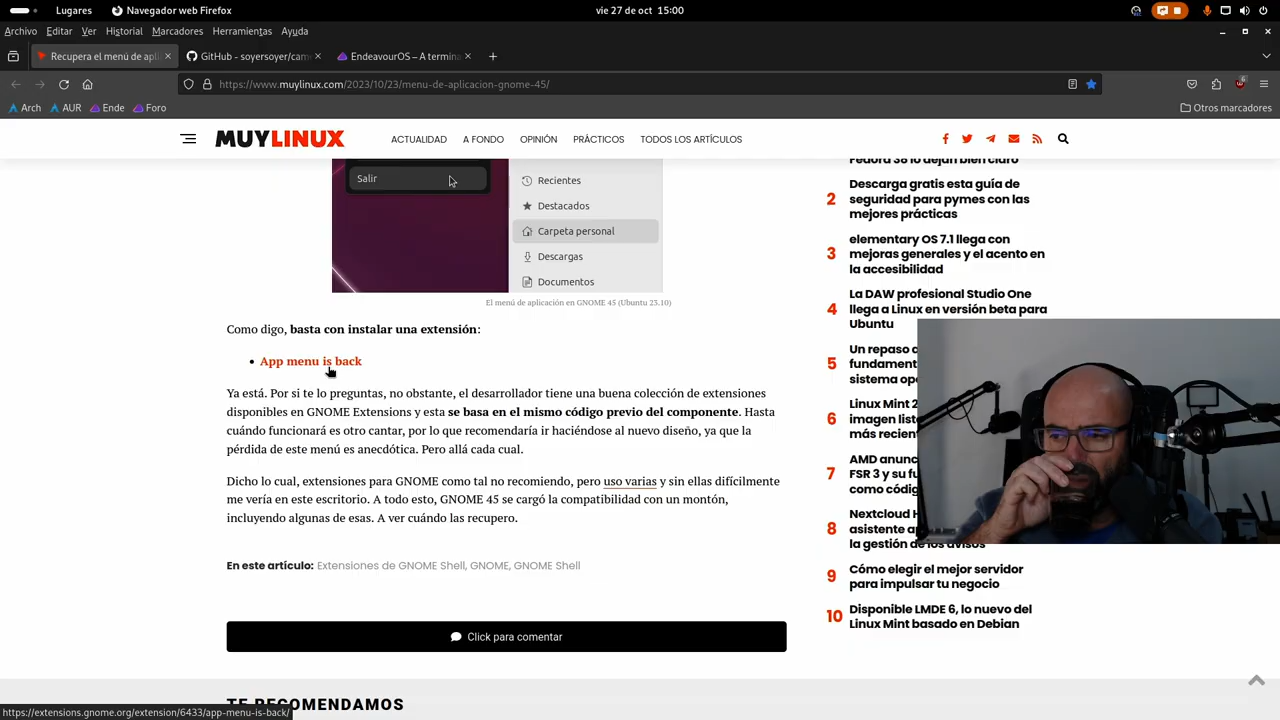 Lugares
Navegador web Firefox
vie 27 de oct 15:00
Archivo Editar Ver Historial Marcadores Herramientas Ayuda
Recupera el menú de apli
GitHub - soyersoyer/cam
EndeavourOS – A termina
https://www.muylinux.com/2023/10/23/menu-de-aplicacion-gnome-45/
Arch AUR Ende Foro
Otros marcadores
MUYLINUX
ACTUALIDAD A FONDO OPINIÓN PRÁCTICOS TODOS LOS ARTÍCULOS
Salir
Recientes
Destacados
Carpeta personal
Descargas
Documentos
El menú de aplicación en GNOME 45 (Ubuntu 23.10)
Como digo, basta con instalar una extensión:
• App menu is back
Ya está. Por si te lo preguntas, no obstante, el desarrollador tiene una buena colección de extensiones
disponibles en GNOME Extensions y esta se basa en el mismo código previo del componente. Hasta
cuándo funcionará es otro cantar, por lo que recomendaría ir haciéndose al nuevo diseño, ya que la
pérdida de este menú es anecdótica. Pero allá cada cual.
Dicho lo cual, extensiones para GNOME como tal no recomiendo, pero uso varias y sin ellas difícilmente
me vería en este escritorio. A todo esto, GNOME 45 se cargó la compatibilidad con un montón,
incluyendo algunas de esas. A ver cuándo las recupero.
En este artículo: Extensiones de GNOME Shell, GNOME, GNOME Shell
Click para comentar
TE RECOMENDAMOS
https://extensions.gnome.org/extension/6433/app-menu-is-back/
Fedora 38 lo dejan bien claro
2 Descarga gratis esta guía de
seguridad para pymes con las
mejores prácticas
3 elementary OS 7.1 llega con
mejoras generales y el acento en
la accesibilidad
4 La DAW profesional Studio One
llega a Linux en versión beta para
Ubuntu
5 Un repaso
fundament
sistema ope
6 Linux Mint 2
imagen list
más recien
7 AMD anunc
FSR 3 y su fu
como códig
8 Nextcloud H
asistente
la gestión de los avisos
9 Cómo elegir el mejor servidor
para impulsar tu negocio
10 Disponible LMDE 6, lo nuevo del
Linux Mint basado en Debian